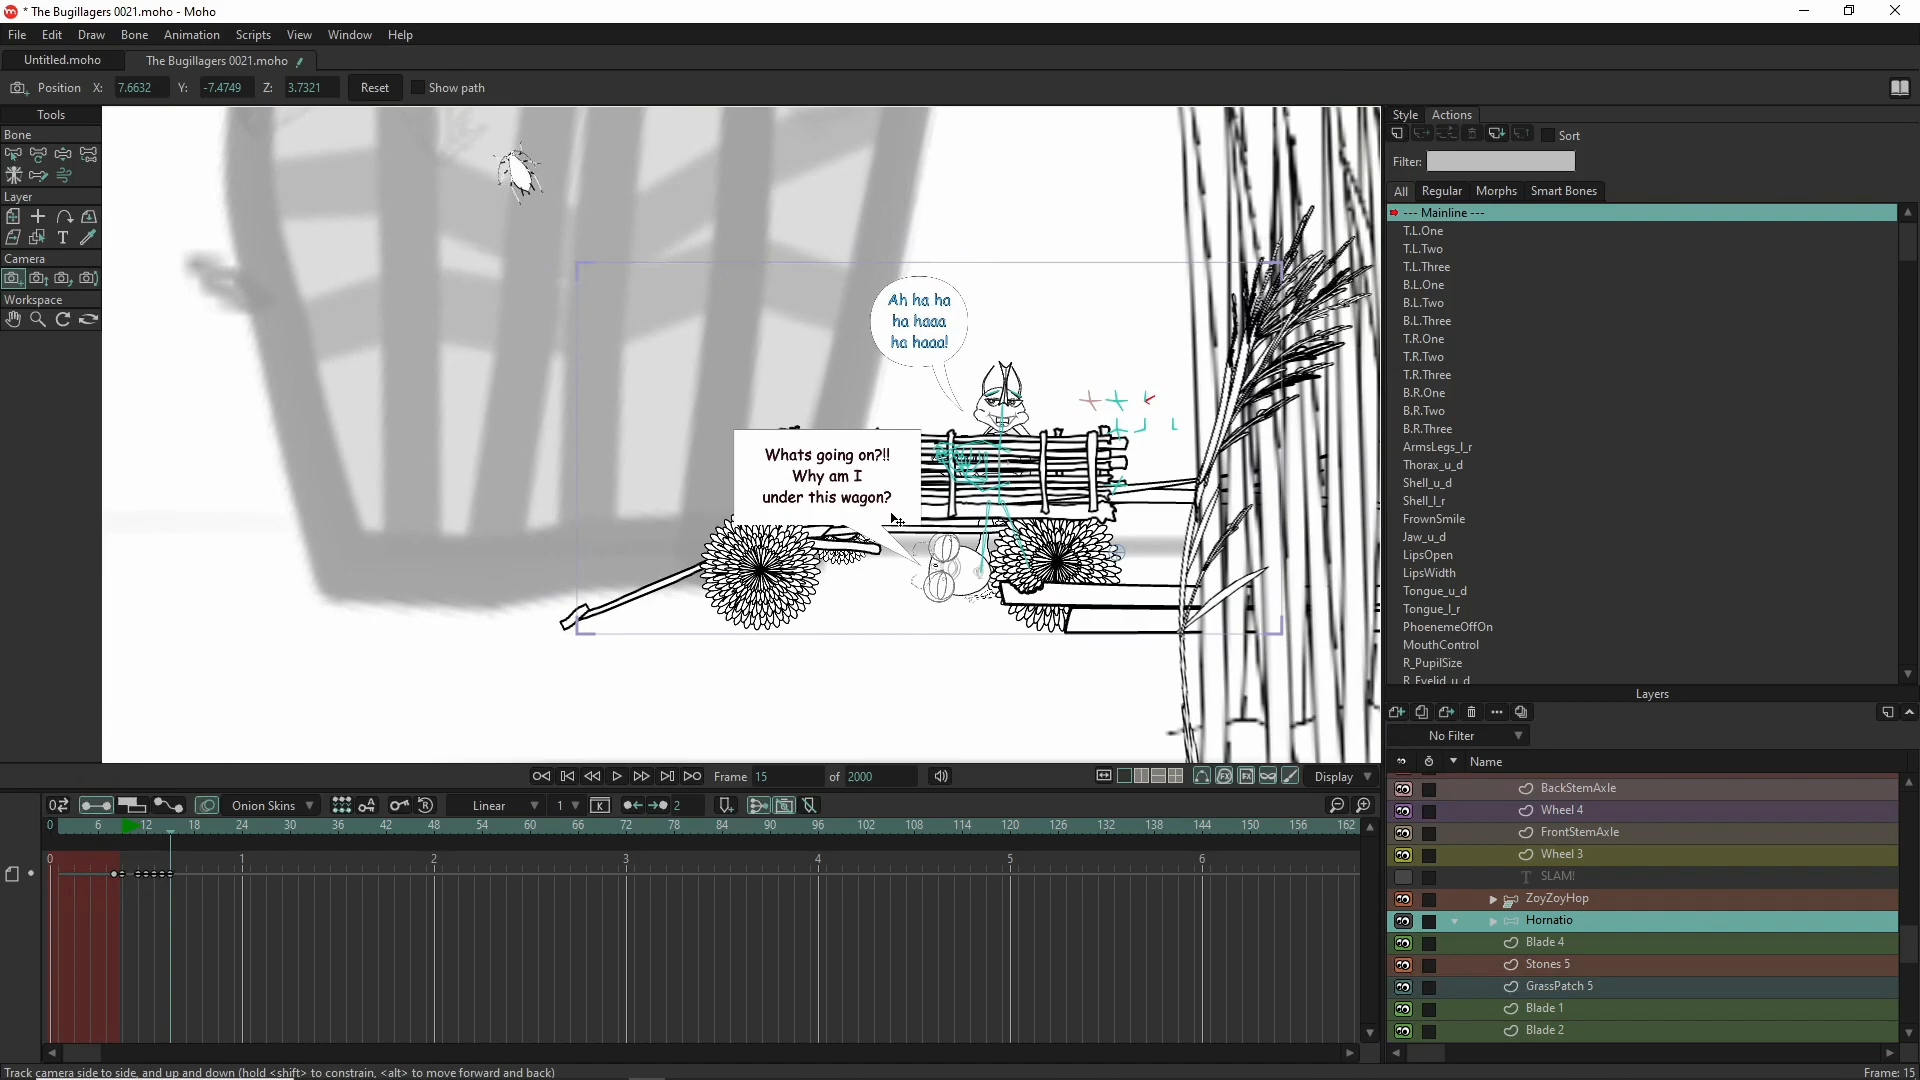 * The Bugillagers 0021.moho - Moho
File Edit Draw Bone Animation Scripts View Window Help
Untitled.moho The Bugillagers 0021.moho
Position X: 7.6632 Y: -7.4749 Z: 3.7321 Reset Show path
Tools
Bone
Layer
Camera
Workspace
Ah ha ha
ha haaa
ha haaa!
Whats going on?!!
Why am I
under this wagon?
Style Actions
Sort
Filter:
All Regular Morphs Smart Bones
--- Mainline ---
T.L.One
T.L.Two
T.L.Three
B.L.One
B.L.Two
B.L.Three
T.R.One
T.R.Two
T.R.Three
B.R.One
B.R.Two
B.R.Three
ArmsLegs_l_r
Thorax_u_d
Shell_u_d
Shell_l_r
FrownSmile
Jaw_u_d
LipsOpen
LipsWidth
Tongue_u_d
Tongue_l_r
PhoenemeOffOn
MouthControl
R_PupilSize
R_Eyelid_u_d
Layers
No Filter
Name
BackStemAxle
Wheel 4
FrontStemAxle
Wheel 3
SLAM!
ZoyZoyHop
Hornatio
Blade 4
Stones 5
GrassPatch 5
Blade 1
Blade 2
Frame 15 of 2000 Display
Onion Skins Linear 1 2
0 6 12 18 24 30 36 42 48 54 60 66 72 78 84 90 96 102 108 114 120 126 132 138 144 150 156 162
0 1 2 3 4 5 6
Track camera side to side, and up and down (hold <shift> to constrain, <alt> to move forward and back) Frame: 15